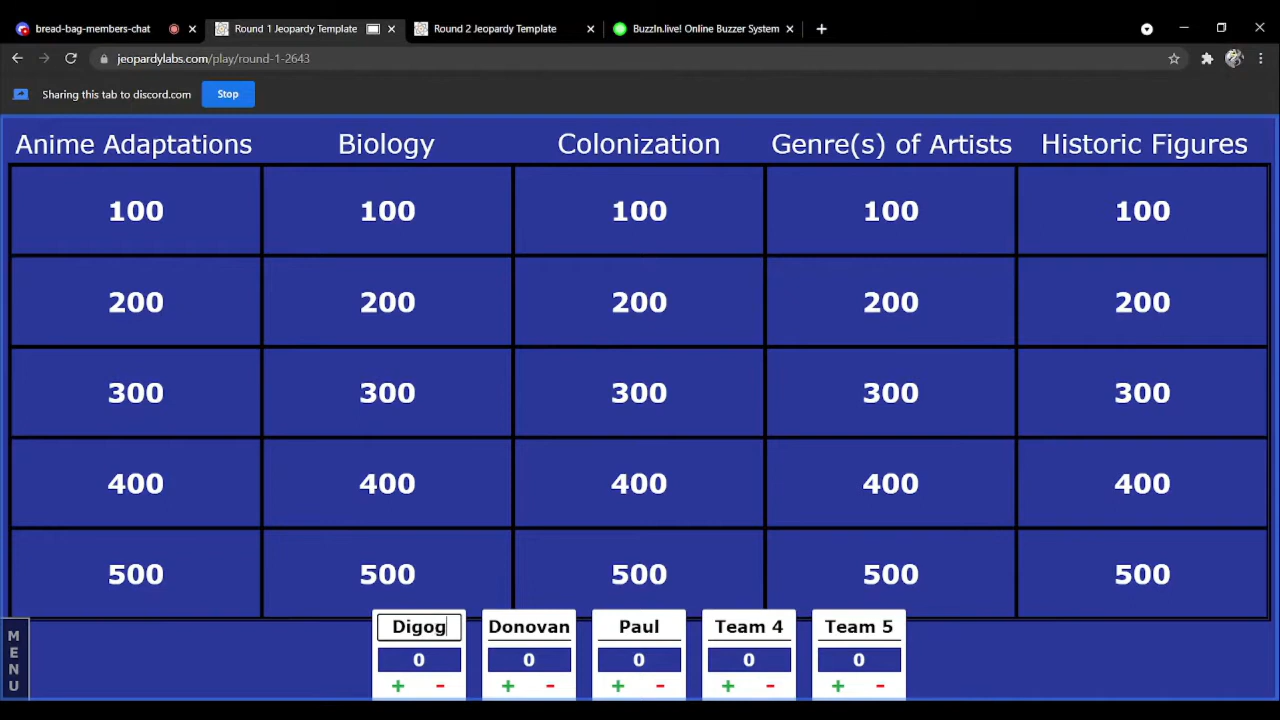 bread-bag-members-chat
Round 1 Jeopardy Template
Round 2 Jeopardy Template
BuzzIn.live! Online Buzzer System
jeopardylabs.com/play/round-1-2643
Sharing this tab to discord.com
Stop
Anime Adaptations Biology Colonization Genre(s) of Artists Historic Figures
100 100 100 100 100
200 200 200 200 200
300 300 300 300 300
400 400 400 400 400
500 500 500 500 500
MENU
Digog Donovan Paul Team 4 Team 5
0 0 0 0 0
+ - + - + - + - + -